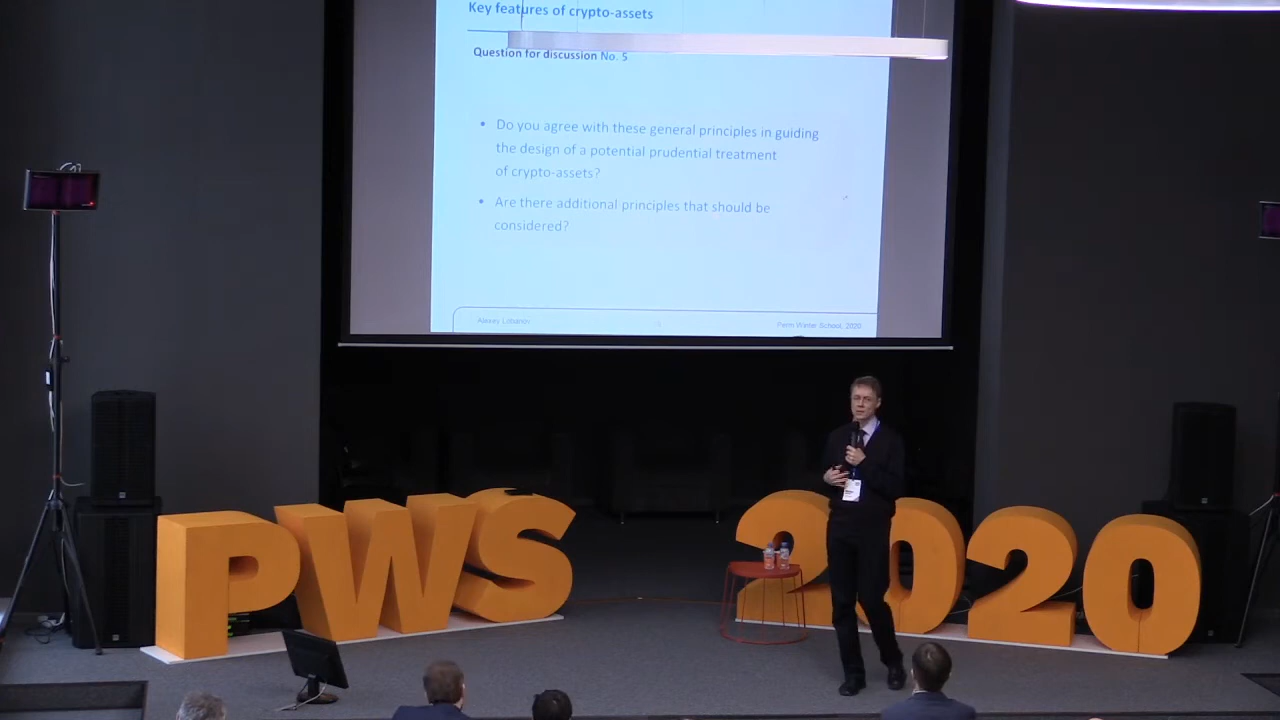 Key features of crypto-assets
Question for discussion No. 5
• Do you agree with these general principles in guiding
the design of a potential prudential treatment
of crypto-assets?
• Are there additional principles that should be
considered?
Alexey Lobanov
Perm Winter School, 2020
PWS 2020